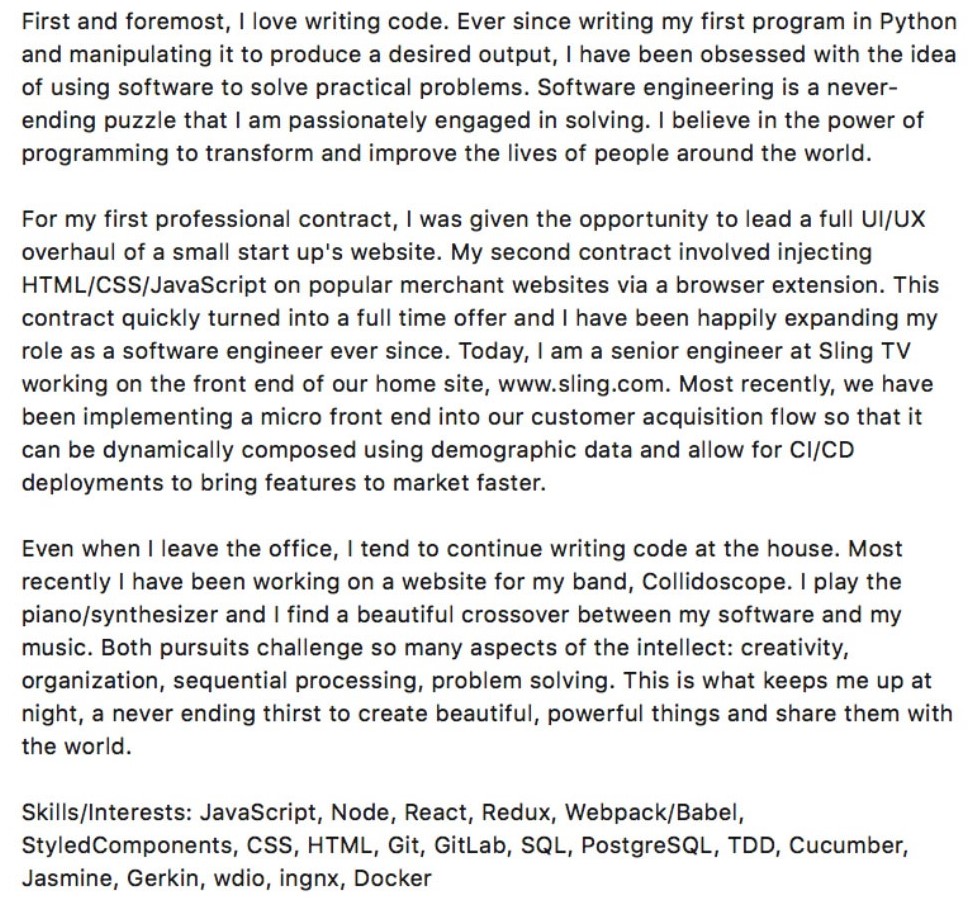 First and foremost, I love writing code. Ever since writing my first program in Python
and manipulating it to produce a desired output, I have been obsessed with the idea
of using software to solve practical problems. Software engineering is a never-
ending puzzle that I am passionately engaged in solving. I believe in the power of
programming to transform and improve the lives of people around the world.
For my first professional contract, I was given the opportunity to lead a full UI/UX
overhaul of a small start up's website. My second contract involved injecting
HTML/CSS/JavaScript on popular merchant websites via a browser extension. This
contract quickly turned into a full time offer and I have been happily expanding my
role as a software engineer ever since. Today, I am a senior engineer at Sling TV
working on the front end of our home site, www.sling.com. Most recently, we have
been implementing a micro front end into our customer acquisition flow so that it
can be dynamically composed using demographic data and allow for CI/CD
deployments to bring features to market faster.
Even when I leave the office, I tend to continue writing code at the house. Most
recently I have been working on a website for my band, Collidoscope. I play the
piano/synthesizer and I find a beautiful crossover between my software and my
music. Both pursuits challenge so many aspects of the intellect: creativity,
organization, sequential processing, problem solving. This is what keeps me up at
night, a never ending thirst to create beautiful, powerful things and share them with
the world.
Skills/Interests: JavaScript, Node, React, Redux, Webpack/Babel,
StyledComponents, CSS, HTML, Git, GitLab, SQL, PostgreSQL, TDD, Cucumber,
Jasmine, Gerkin, wdio, ingnx, Docker